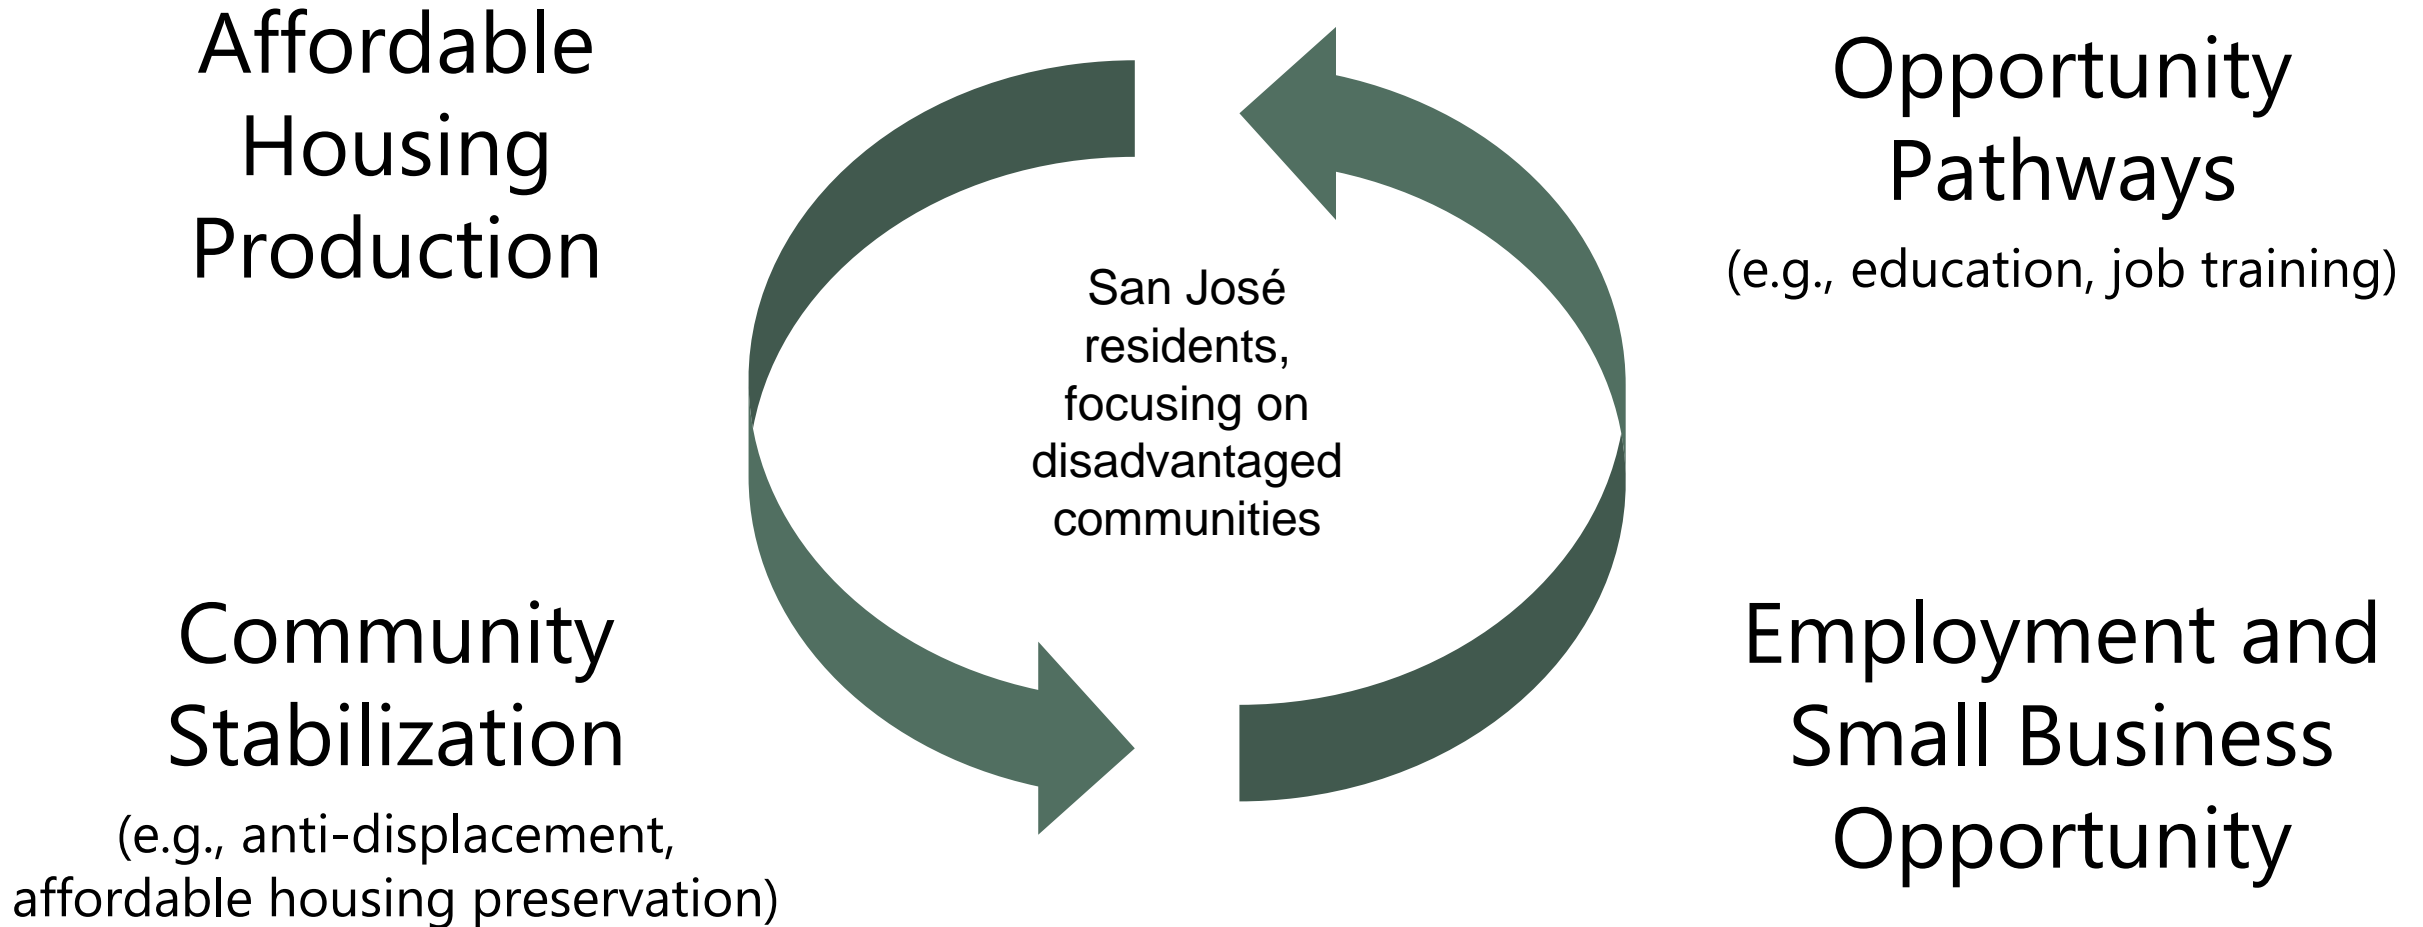 Affordable
Housing
Production
Opportunity
Pathways
(e.g., education, job training)
San José
residents,
focusing on
disadvantaged
communities
Community
Stabilization
(e.g., anti-displacement,
affordable housing preservation)
Employment and
Small Business
Opportunity